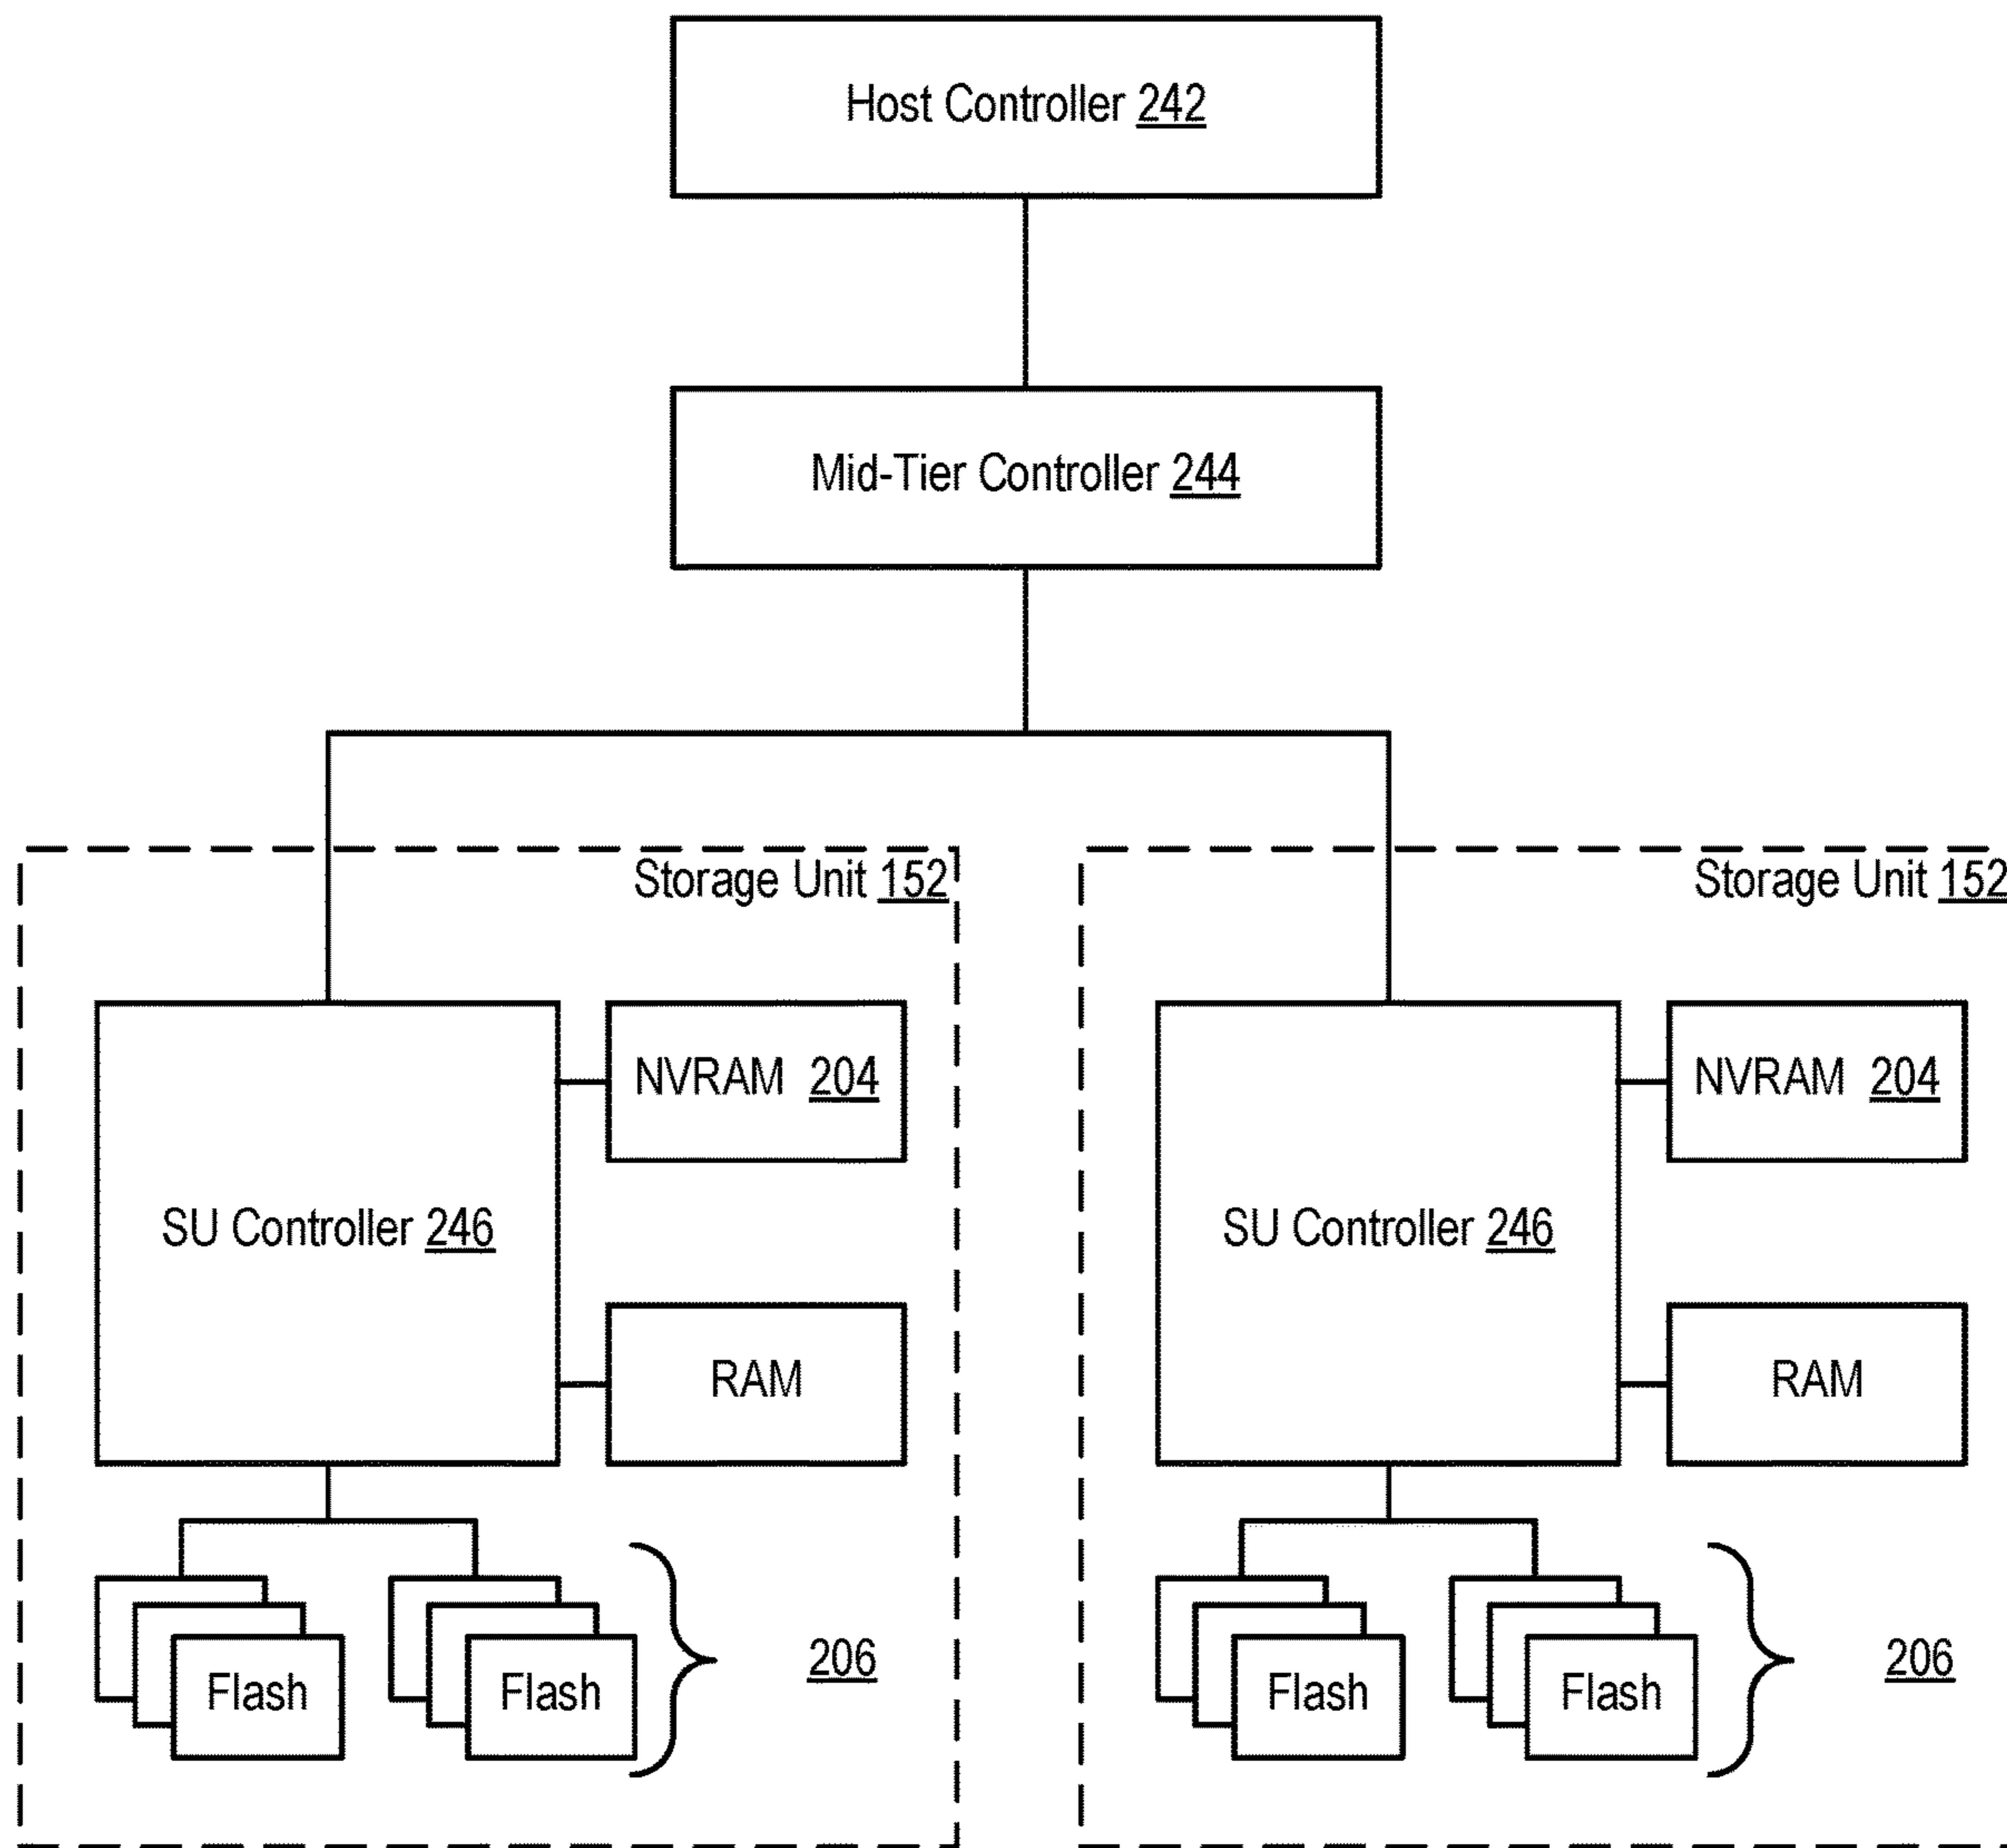 Host Controller 242
Mid-Tier Controller 244
Storage Unit 152
NVRAM 204
SU Controller 246
RAM
Flash
Flash
206
Storage Unit 152
NVRAM 204
SU Controller 246
RAM
Flash
Flash
206